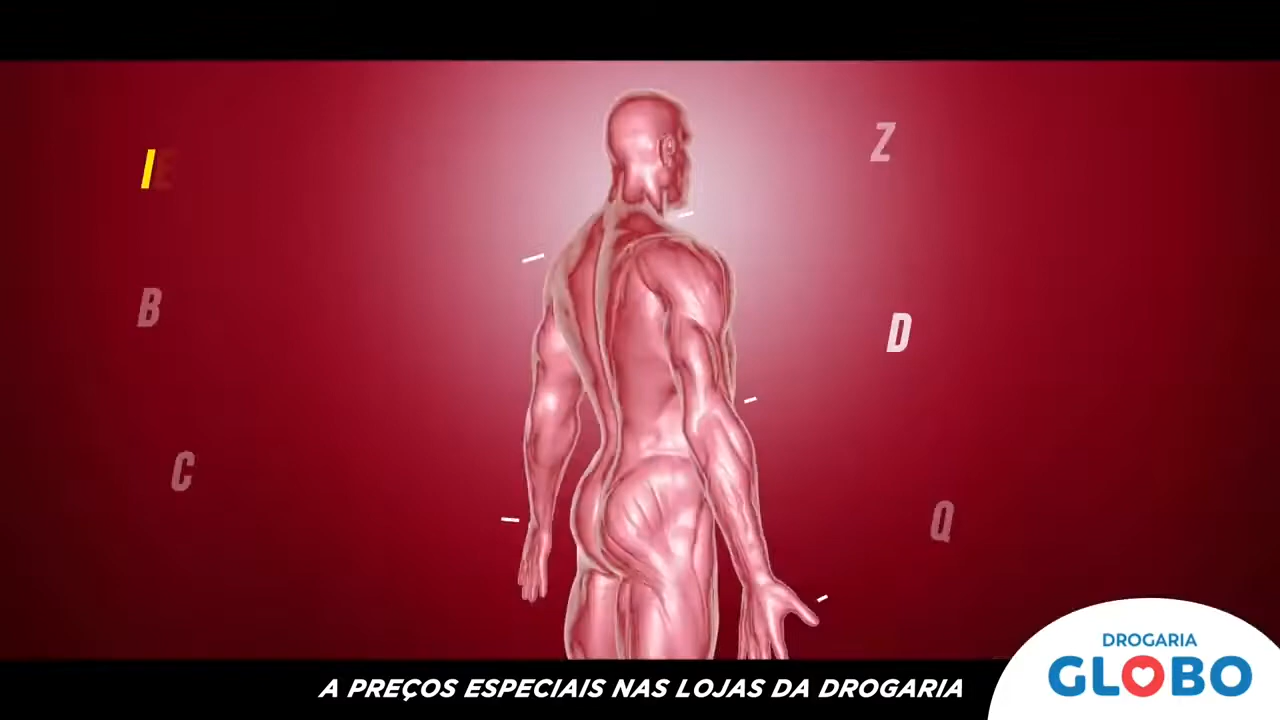 I
Z
B
D
C
Q
DROGARIA
GLOBO
A PREÇOS ESPECIAIS NAS LOJAS DA DROGARIA